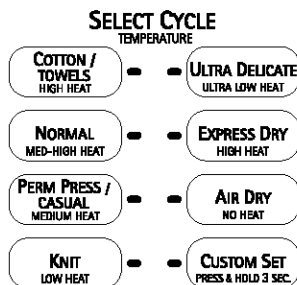 SELECT CYCLE
TEMPERATURE
COTTON /
TOWELS
HIGH HEAT
ULTRA DELICATE
ULTRA LOW HEAT
NORMAL
MED-HIGH HEAT
EXPRESS DRY
HIGH HEAT
PERM PRESS /
CASUAL
MEDIUM HEAT
AIR DRY
NO HEAT
KNIT
LOW HEAT
CUSTOM SET
PRESS & HOLD 3 SEC.